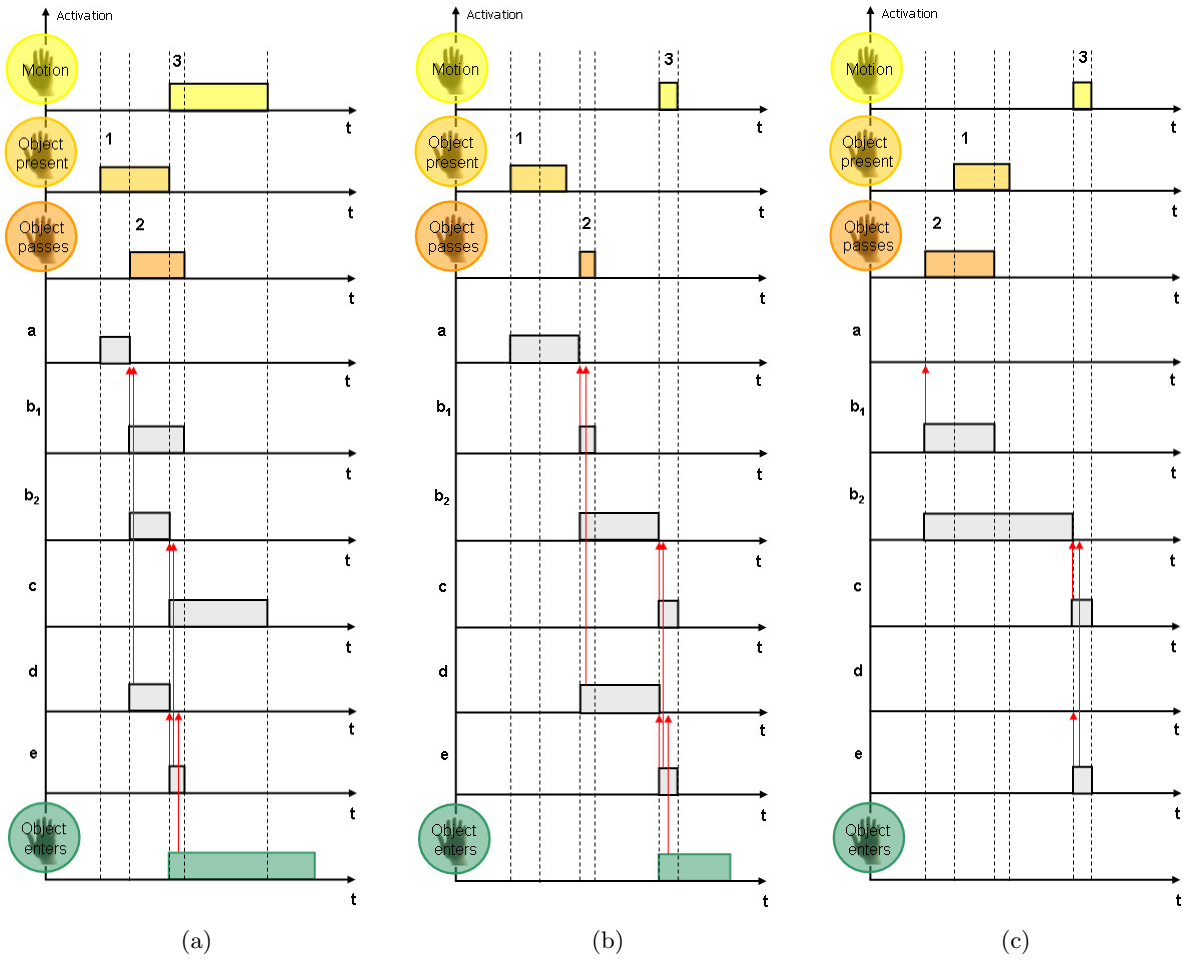 Activation
3
Motion
t
1
Object
present
t
2
Object
passes
t
a
t
b1
t
b2
t
c
t
d
t
e
t
Object
enters
t
(a)
Activation
3
Motion
t
1
Object
present
t
2
Object
passes
t
a
t
b1
t
b2
t
c
t
d
t
e
t
Object
enters
t
(b)
Activation
3
Motion
t
1
Object
present
t
2
Object
passes
t
a
t
b1
t
b2
t
c
t
d
t
e
t
Object
enters
t
(c)